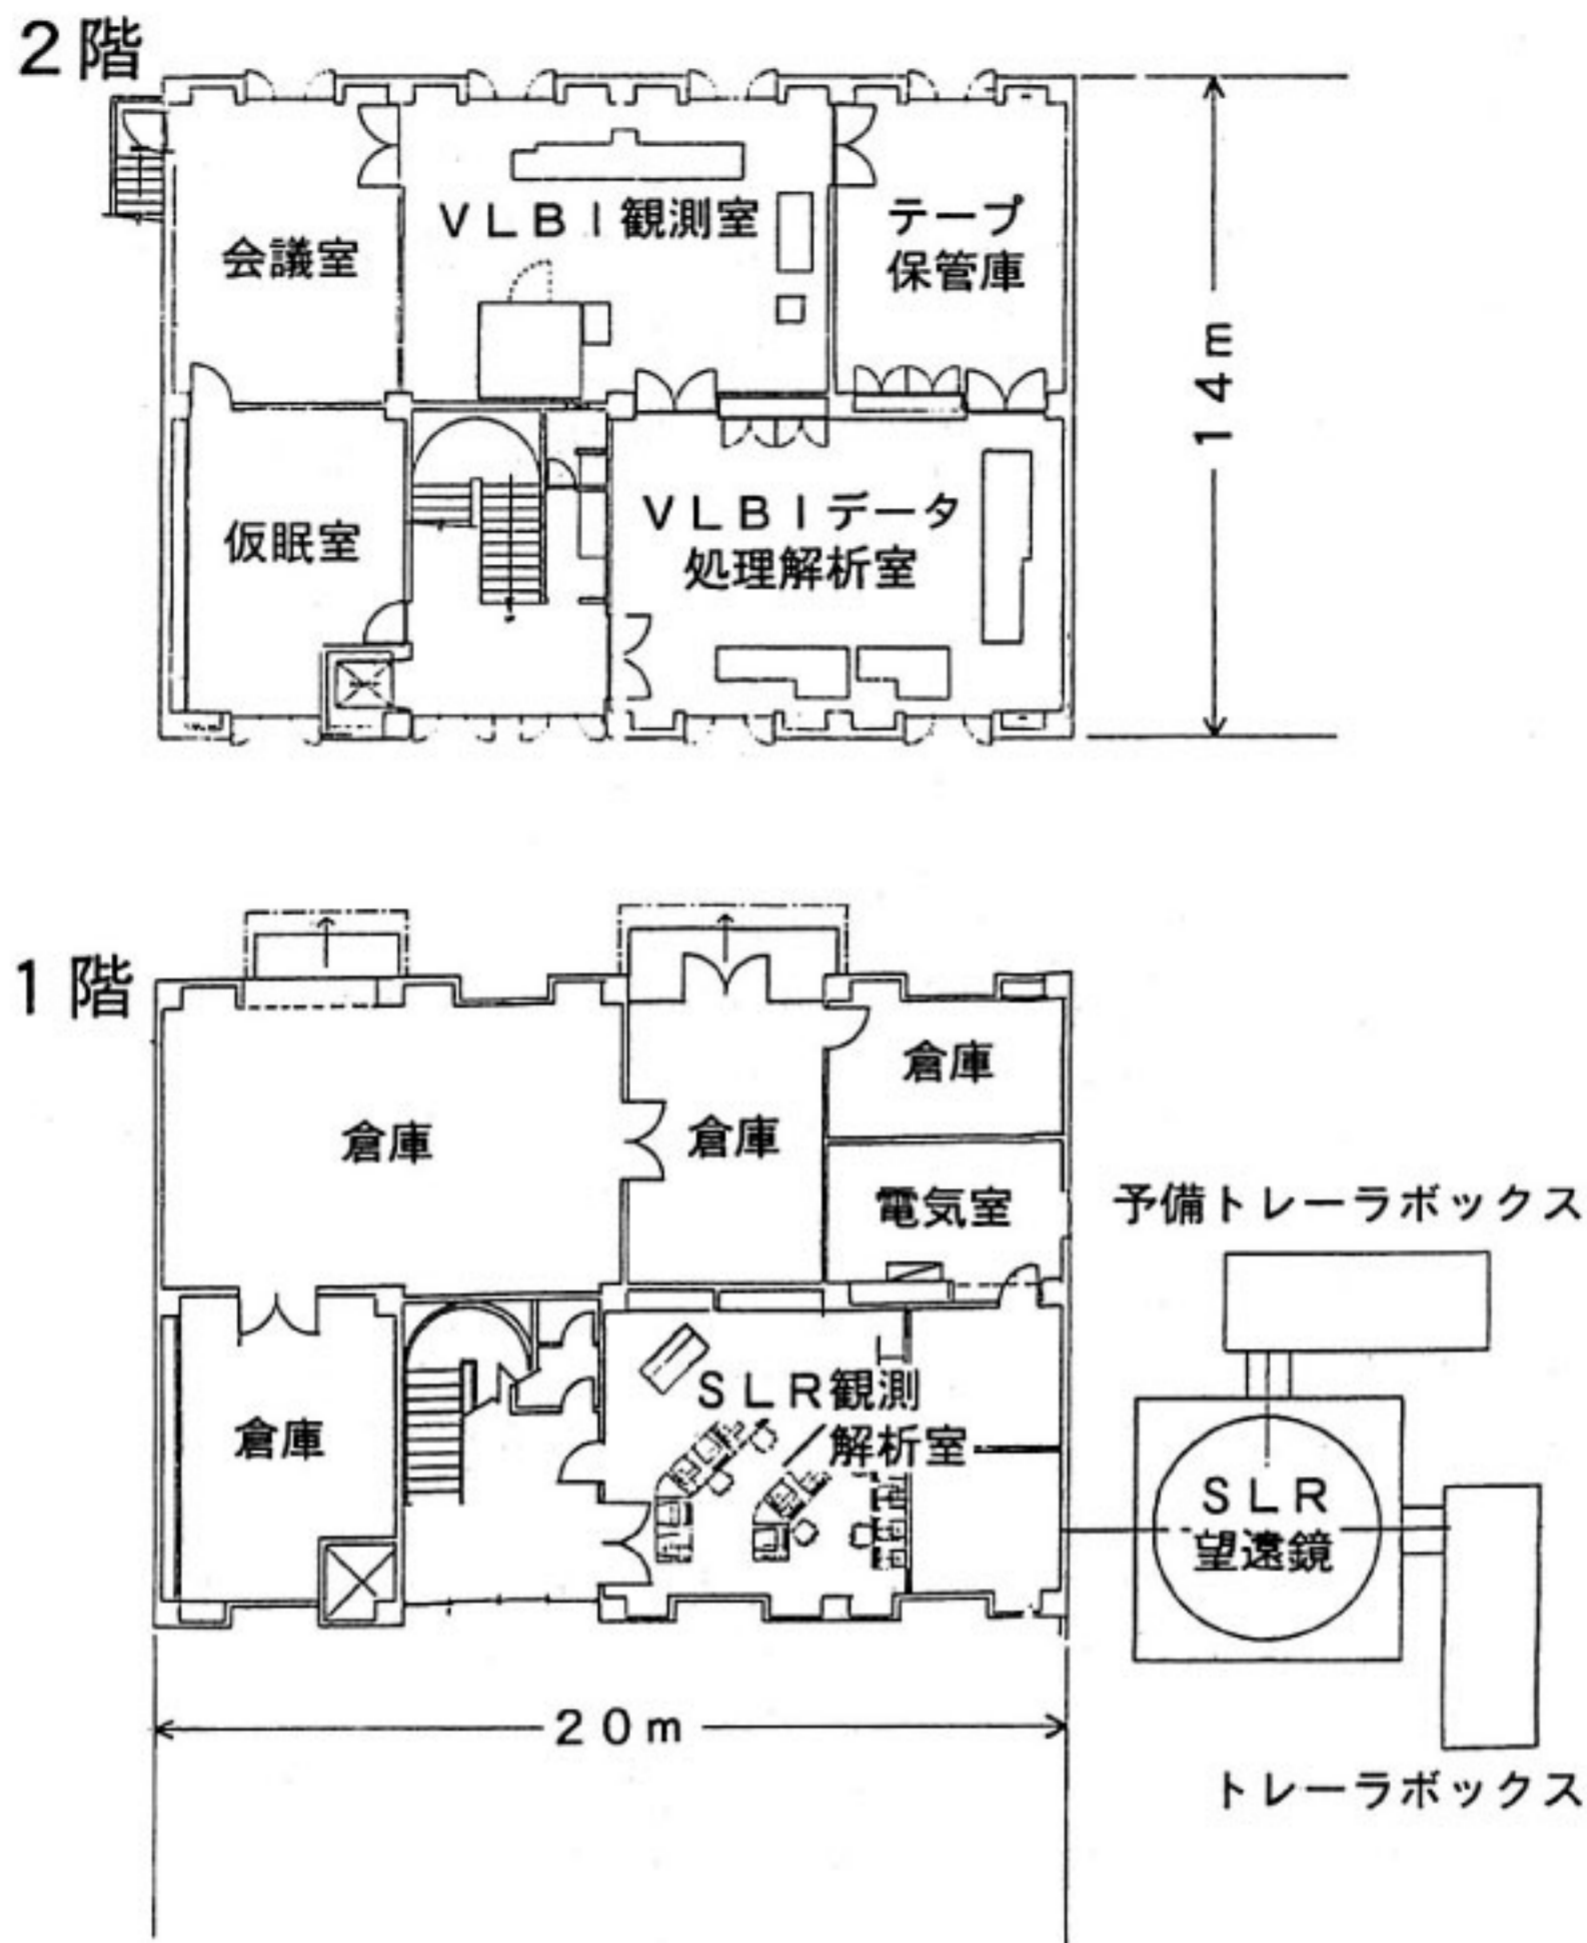 2階
会議室
VLBI観測室
テープ
保管庫
14m
仮眠室
VLBIデータ
処理解析室
1階
倉庫
倉庫
倉庫
電気室
予備トレーラボックス
倉庫
SLR観測
解析室
SLR
望遠鏡
トレーラボックス
20m